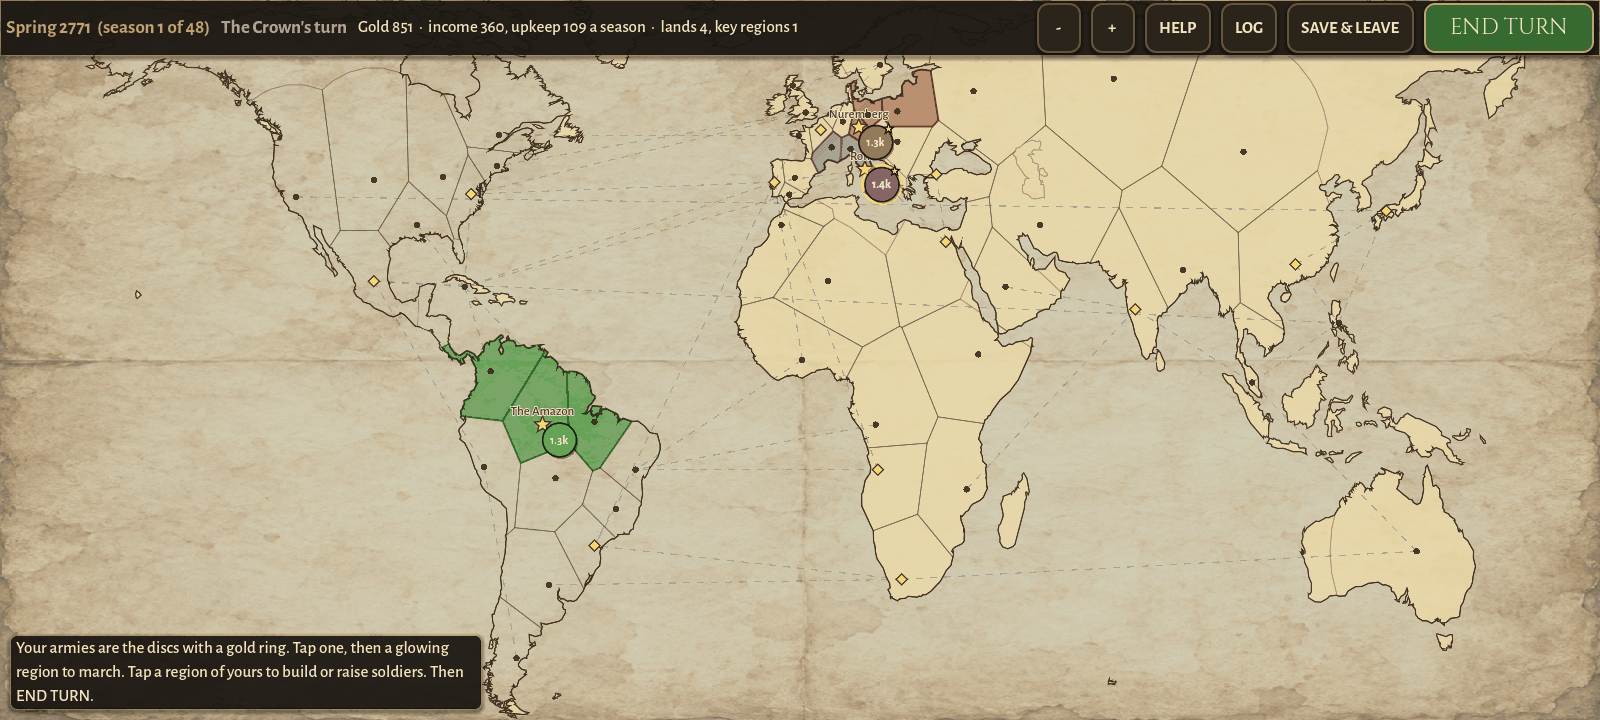 Spring 2771 (season 1 of 48) The Crown's turn Gold 851 · income 360, upkeep 109 a season · lands 4, key regions 1
- + HELP LOG SAVE & LEAVE END TURN
Nuremberg
1.3k
1.4k
The Amazon
1.3k
Your armies are the discs with a gold ring. Tap one, then a glowing
region to march. Tap a region of yours to build or raise soldiers. Then
END TURN.